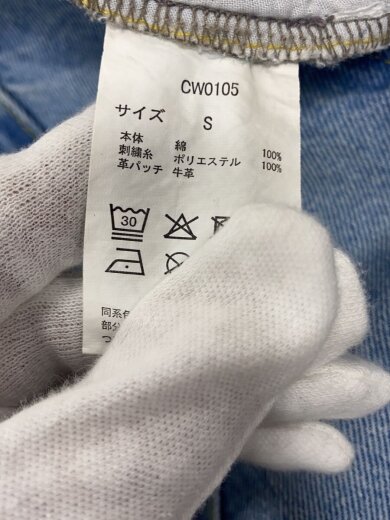 CW0105
サイズ S
本体 綿 100%
刺繍糸 ポリエステル 100%
革パッチ 牛革
30
同系色
部分
つ